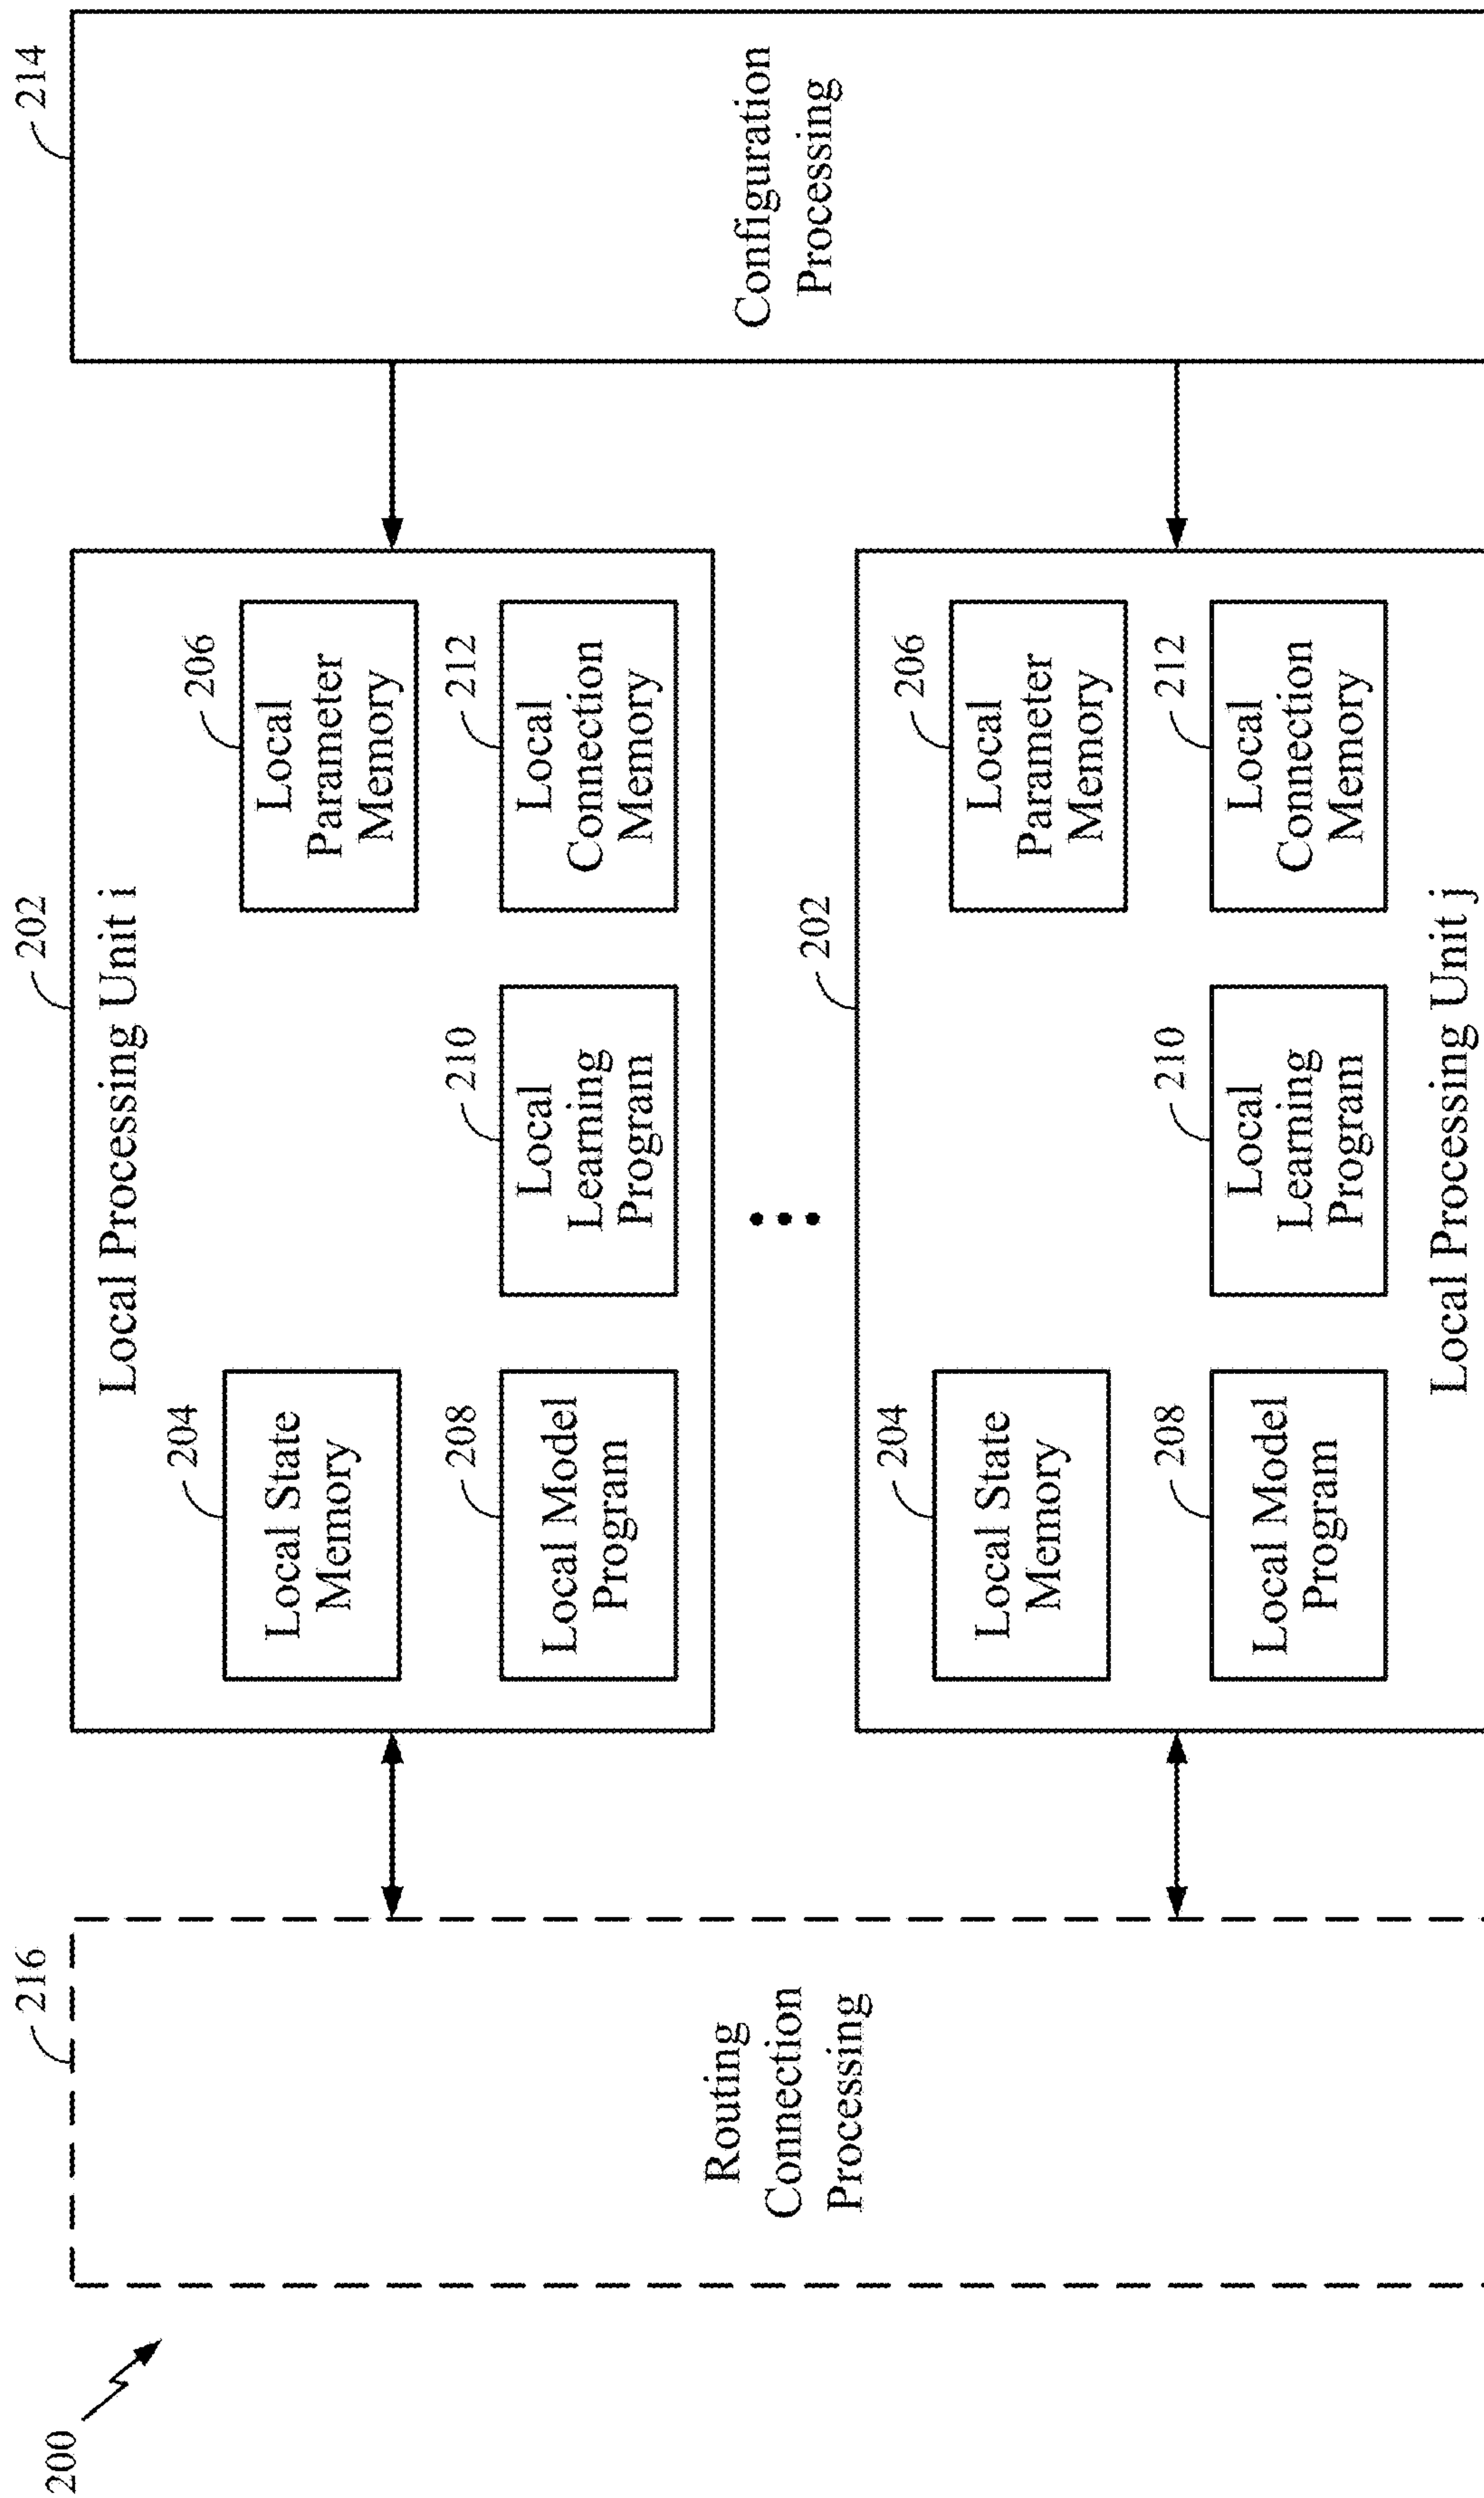 200
216
Routing
Connection
Processing
202
Local Processing Unit i
204
Local State
Memory
206
Local
Parameter
Memory
208
Local Model
Program
210
Local
Learning
Program
212
Local
Connection
Memory
202
204
Local State
Memory
206
Local
Parameter
Memory
208
Local Model
Program
210
Local
Learning
Program
212
Local
Connection
Memory
Local Processing Unit j
214
Configuration
Processing